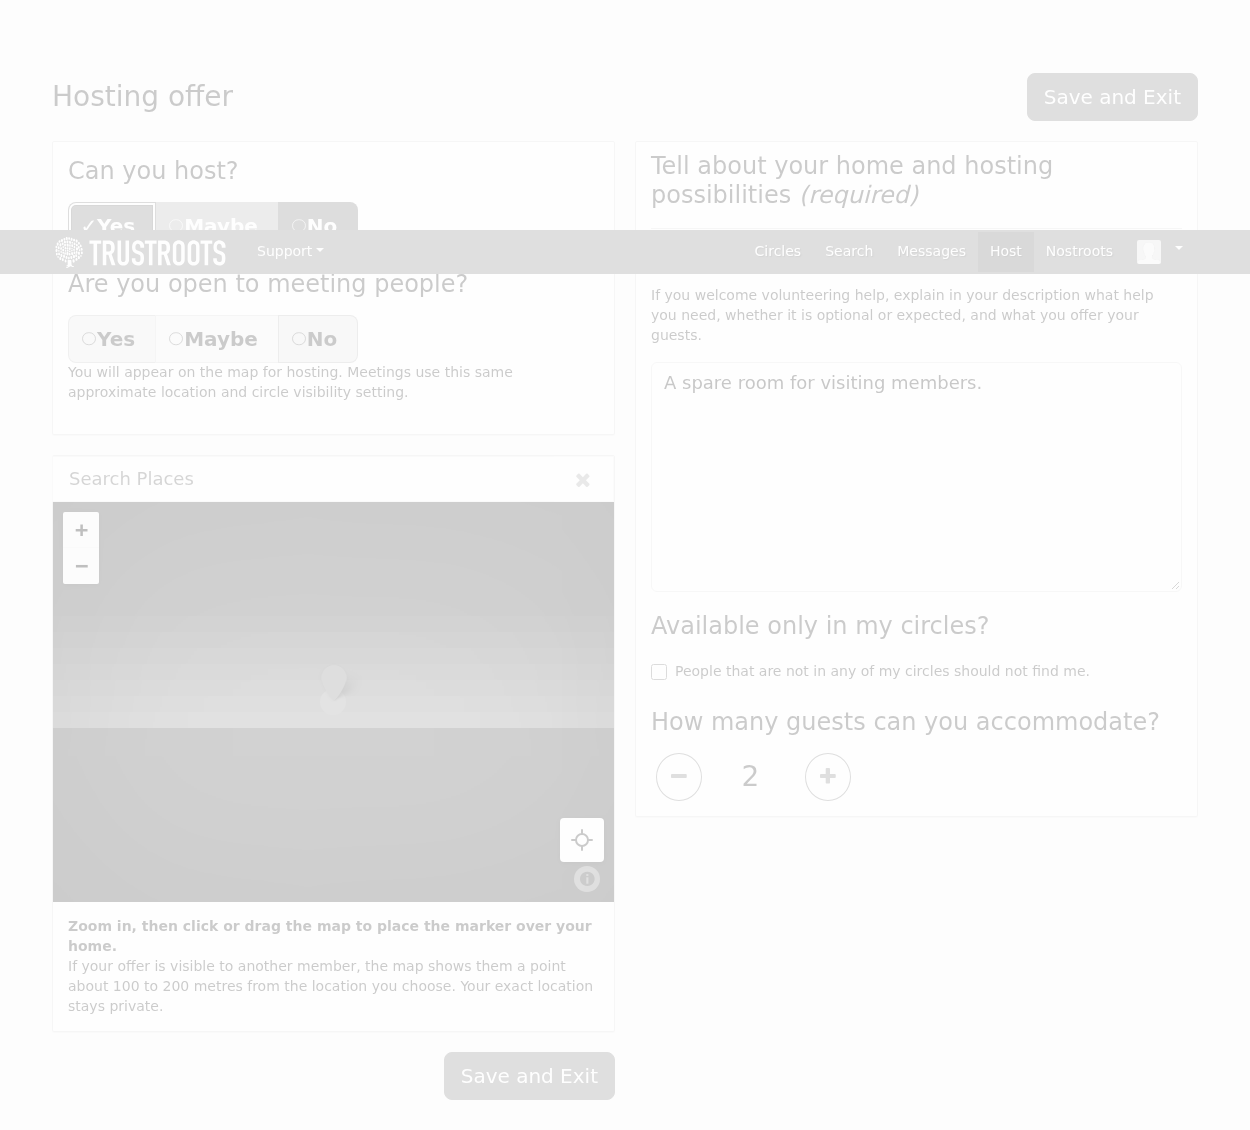 Hosting offer
Save and Exit
Can you host?
✓Yes Maybe No
TRUSTROOTS Support Circles Search Messages Host Nostroots
Are you open to meeting people?
Yes Maybe No
You will appear on the map for hosting. Meetings use this same
approximate location and circle visibility setting.
Search Places
+
−
Zoom in, then click or drag the map to place the marker over your
home.
If your offer is visible to another member, the map shows them a point
about 100 to 200 metres from the location you choose. Your exact location
stays private.
Save and Exit
Tell about your home and hosting
possibilities (required)
If you welcome volunteering help, explain in your description what help
you need, whether it is optional or expected, and what you offer your
guests.
A spare room for visiting members.
Available only in my circles?
People that are not in any of my circles should not find me.
How many guests can you accommodate?
2